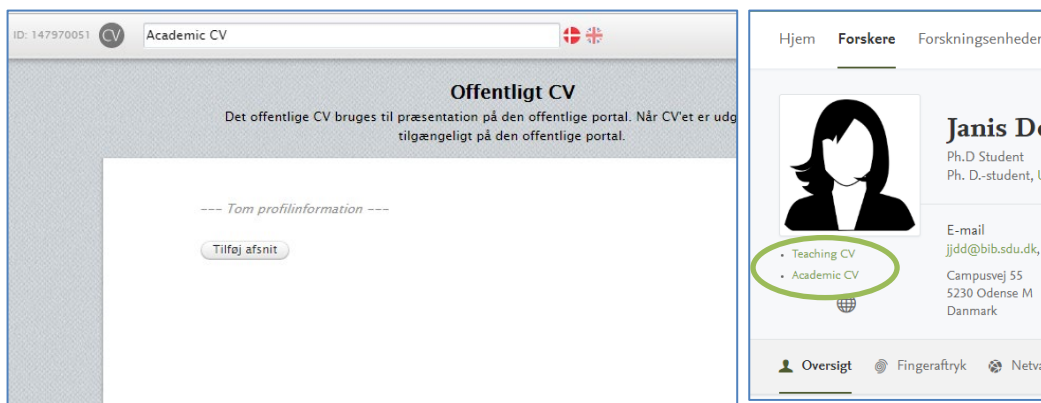 ID: 147970051 CV Academic CV
Offentligt CV
Det offentlige CV bruges til præsentation på den offentlige portal. Når CV'et er udg
tilgængeligt på den offentlige portal.
--- Tom profilinformation ---
Tilføj afsnit
Hjem Forskere Forskningsenheder
Janis D
Ph.D Student
Ph. D.-student, U
E-mail
jjdd@bib.sdu.dk,
Campusvej 55
5230 Odense M
Danmark
• Teaching CV
• Academic CV
Oversigt Fingeraftryk Netva